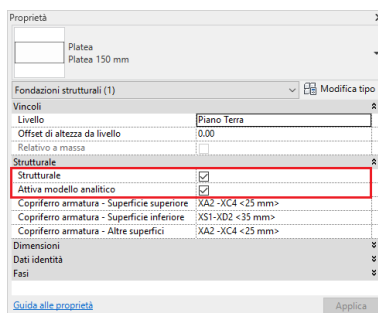 Proprietà
Platea
Platea 150 mm
Fondazioni strutturali (1)
Modifica tipo
Vincoli
Livello Piano Terra
Offset di altezza da livello 0.00
Relativo a massa
Strutturale
Strutturale
Attiva modello analitico
Copriferro armatura - Superficie superiore XA2 -XC4 <25 mm>
Copriferro armatura - Superficie inferiore XS1-XD2 <35 mm>
Copriferro armatura - Altre superfici XA2 -XC4 <25 mm>
Dimensioni
Dati identità
Fasi
Guida alle proprietà
Applica